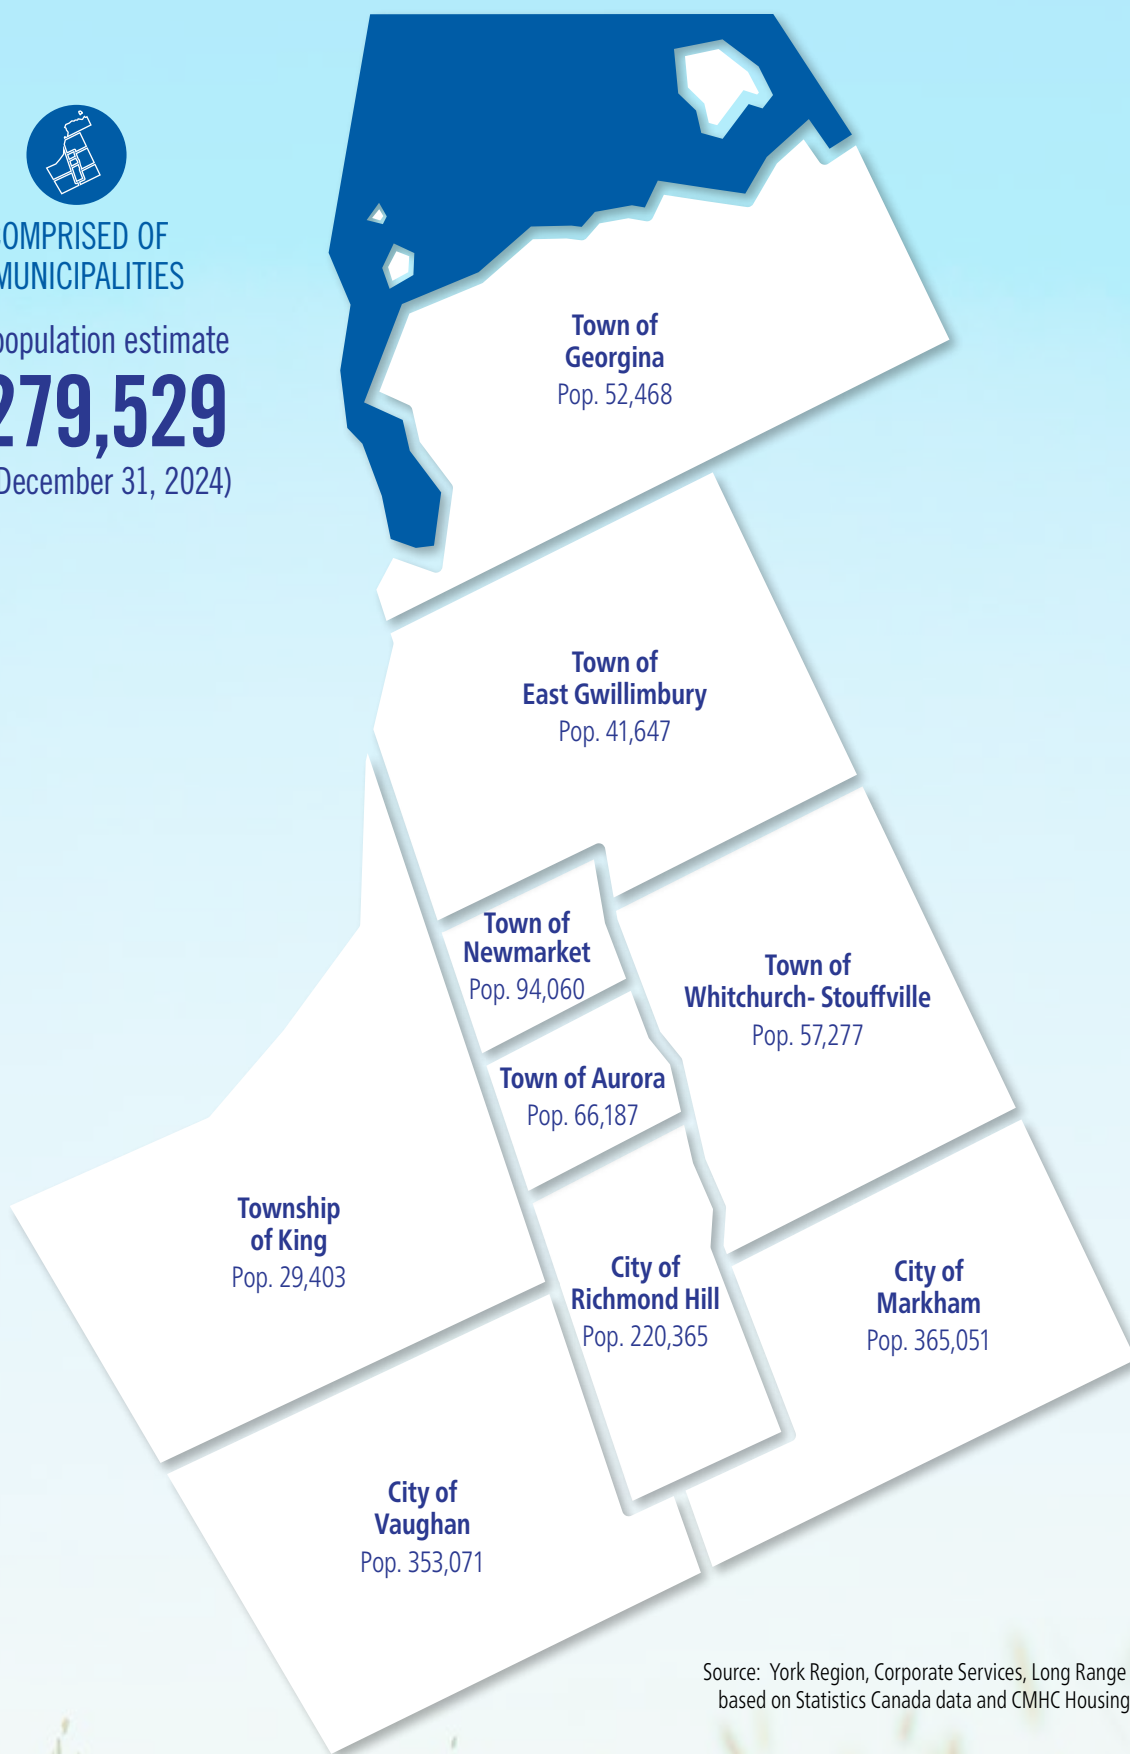 COMPRISED OF
MUNICIPALITIES
population estimate
279,529
December 31, 2024)
Town of
Georgina
Pop. 52,468
Town of
East Gwillimbury
Pop. 41,647
Town of
Newmarket
Pop. 94,060
Town of
Whitchurch- Stouffville
Pop. 57,277
Town of Aurora
Pop. 66,187
Township
of King
Pop. 29,403
City of
Richmond Hill
Pop. 220,365
City of
Markham
Pop. 365,051
City of
Vaughan
Pop. 353,071
Source: York Region, Corporate Services, Long Range
based on Statistics Canada data and CMHC Housing